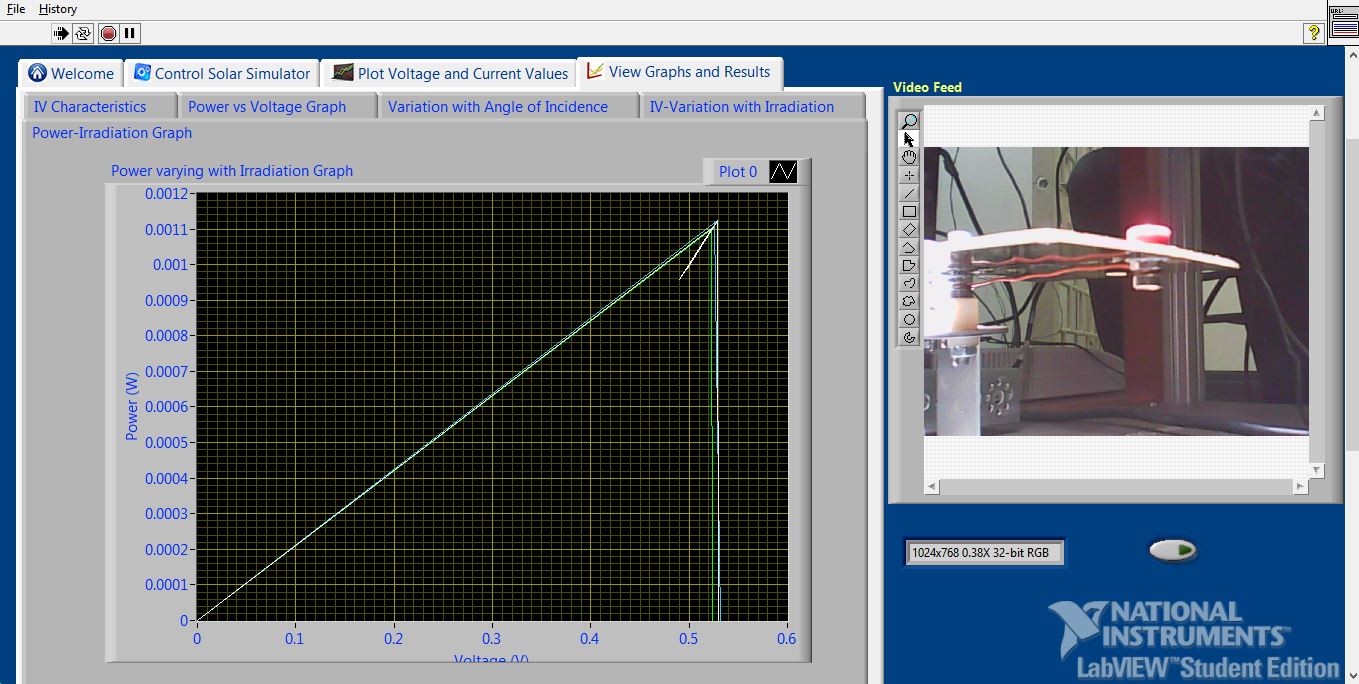 File History
URL:
?
Welcome Control Solar Simulator Plot Voltage and Current Values View Graphs and Results
IV Characteristics Power vs Voltage Graph Variation with Angle of Incidence IV-Variation with Irradiation
Power-Irradiation Graph
Power varying with Irradiation Graph
Plot 0
0.0012
0.0011
0.001
0.0009
0.0008
0.0007
0.0006
0.0005
0.0004
0.0003
0.0002
0.0001
0
Power (W)
0 0.1 0.2 0.3 0.4 0.5 0.6
Voltage (V)
Video Feed
1024x768 0.38X 32-bit RGB
NATIONAL
INSTRUMENTS™
LabVIEW™ Student Edition